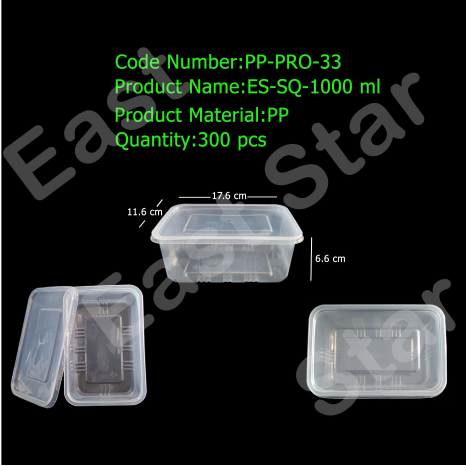 Code Number:PP-PRO-33
Product Name:ES-SQ-1000 ml
Product Material:PP
Quantity:300 pcs
East Star
17.6 cm
11.6 cm
6.6 cm
East Star